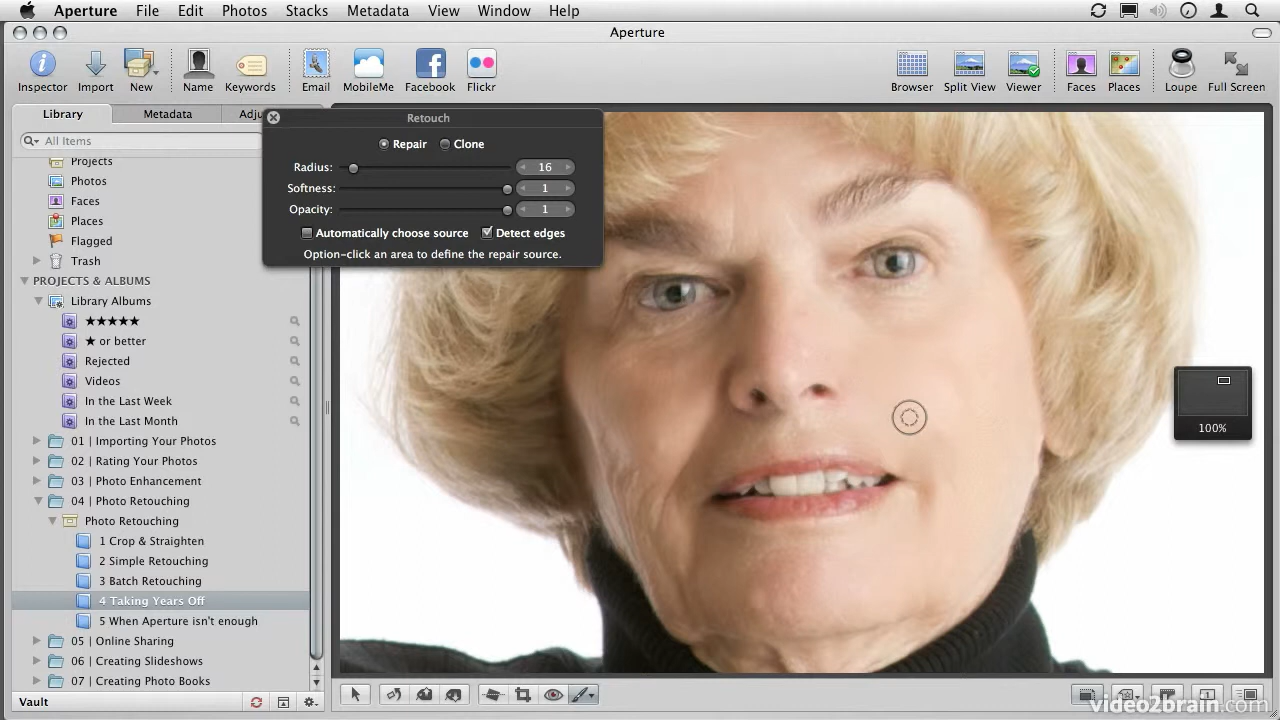 Aperture File Edit Photos Stacks Metadata View Window Help
Aperture
Inspector Import New Name Keywords Email MobileMe Facebook Flickr Browser Split View Viewer Faces Places Loupe Full Screen
Library Metadata Adju
All Items
Projects
Photos
Faces
Places
Flagged
Trash
PROJECTS & ALBUMS
Library Albums
★★★★★
★ or better
Rejected
Videos
In the Last Week
In the Last Month
01 | Importing Your Photos
02 | Rating Your Photos
03 | Photo Enhancement
04 | Photo Retouching
Photo Retouching
1 Crop & Straighten
2 Simple Retouching
3 Batch Retouching
4 Taking Years Off
5 When Aperture isn't enough
05 | Online Sharing
06 | Creating Slideshows
07 | Creating Photo Books
Vault
Retouch
Repair Clone
Radius: 16
Softness: 1
Opacity: 1
Automatically choose source Detect edges
Option-click an area to define the repair source.
100%
video2brain.com